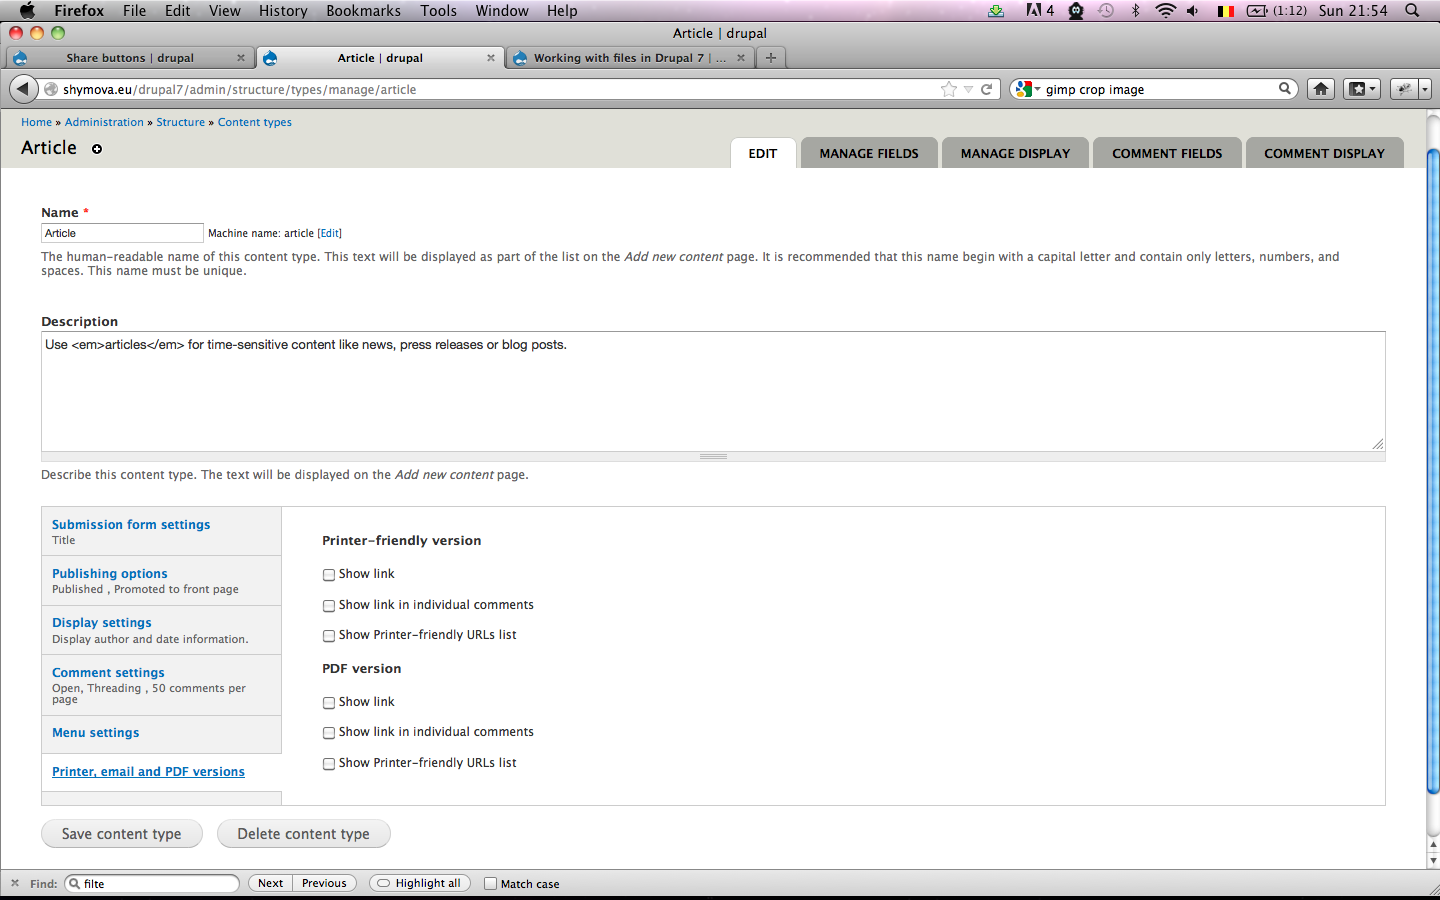 Firefox File Edit View History Bookmarks Tools Window Help 4 (1:12) Sun 21:54
Article | drupal
Share buttons | drupal Article | drupal Working with files in Drupal 7 | ...
shymova.eu/drupal7/admin/structure/types/manage/article gimp crop image
Home » Administration » Structure » Content types
Article
EDIT MANAGE FIELDS MANAGE DISPLAY COMMENT FIELDS COMMENT DISPLAY
Name *
Article Machine name: article [Edit]
The human-readable name of this content type. This text will be displayed as part of the list on the Add new content page. It is recommended that this name begin with a capital letter and contain only letters, numbers, and
spaces. This name must be unique.
Description
Use <em>articles</em> for time-sensitive content like news, press releases or blog posts.
Describe this content type. The text will be displayed on the Add new content page.
Submission form settings
Title
Publishing options
Published , Promoted to front page
Display settings
Display author and date information.
Comment settings
Open, Threading , 50 comments per
page
Menu settings
Printer, email and PDF versions
Printer-friendly version
Show link
Show link in individual comments
Show Printer-friendly URLs list
PDF version
Show link
Show link in individual comments
Show Printer-friendly URLs list
Save content type Delete content type
Find: filte Next Previous Highlight all Match case